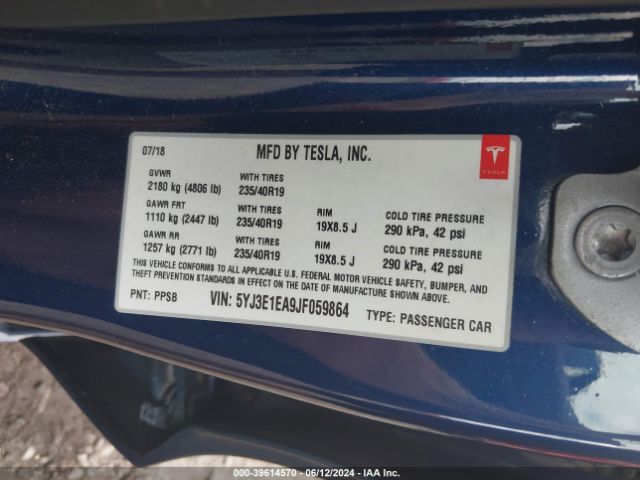 07/18 MFD BY TESLA, INC.
TESLA
GVWR WITH TIRES
2180 kg (4806 lb) 235/40R19
GAWR FRT WITH TIRES RIM COLD TIRE PRESSURE
1110 kg (2447 lb) 235/40R19 19X8.5 J 290 kPa, 42 psi
GAWR RR WITH TIRES RIM COLD TIRE PRESSURE
1257 kg (2771 lb) 235/40R19 19X8.5 J 290 kPa, 42 psi
THIS VEHICLE CONFORMS TO ALL APPLICABLE U.S. FEDERAL MOTOR VEHICLE SAFETY, BUMPER, AND
THEFT PREVENTION STANDARDS IN EFFECT ON THE DATE OF MANUFACTURE SHOWN ABOVE.
PNT: PPSB VIN: 5YJ3E1EA9JF059864 TYPE: PASSENGER CAR
000-39614570 - 06/12/2024 - IAA Inc.